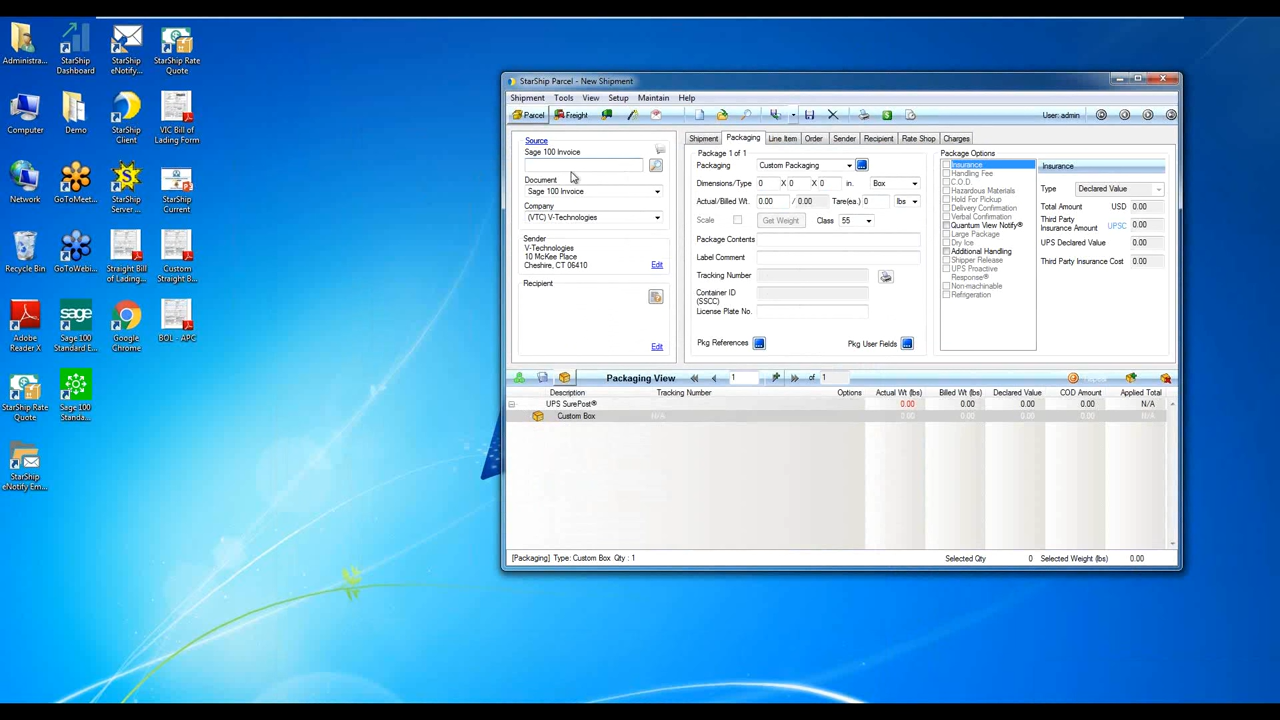 Administra...
StarShip Dashboard
StarShip eNotify...
StarShip Rate Quote
Computer
Demo
StarShip Client
VIC Bill of Lading Form
Network
GoToMeet...
StarShip Server ...
StarShip Current
Recycle Bin
GoToWebi...
Straight Bill of Lading...
Custom Straight B...
Adobe Reader X
Sage 100 Standard E...
Google Chrome
BOL - APC
StarShip Rate Quote
Sage 100 Standa...
StarShip eNotify Em...
StarShip Parcel - New Shipment
Shipment Tools View Setup Maintain Help
Parcel Freight User: admin
Source
Sage 100 Invoice
Document
Sage 100 Invoice
Company
(VTC) V-Technologies
Sender
V-Technologies
10 McKee Place
Cheshire, CT 06410
Edit
Recipient
Edit
Shipment Packaging Line Item Order Sender Recipient Rate Shop Charges
Package 1 of 1
Packaging Custom Packaging
Dimensions/Type 0 X 0 X 0 in. Box
Actual/Billed Wt. 0.00 / 0.00 Tare(ea.) 0 lbs
Scale Get Weight Class 55
Package Contents
Label Comment
Tracking Number
Container ID (SSCC)
License Plate No.
Pkg References Pkg User Fields
Package Options
Insurance
Handling Fee
C.O.D.
Hazardous Materials
Hold For Pickup
Delivery Confirmation
Verbal Confirmation
Quantum View Notify®
Large Package
Dry Ice
Additional Handling
Shipper Release
UPS Proactive Response®
Non-machinable
Refrigeration
Insurance
Type Declared Value
Total Amount USD 0.00
Third Party Insurance Amount UPSC 0.00
UPS Declared Value 0.00
Third Party Insurance Cost 0.00
Packaging View 1 of 1 Repeat
Description Tracking Number Options Actual Wt (lbs) Billed Wt (lbs) Declared Value COD Amount Applied Total
UPS SurePost® 0.00 0.00 0.00 0.00 N/A
Custom Box N/A 0.00 0.00 0.00 0.00 N/A
[Packaging] Type: Custom Box Qty : 1 Selected Qty 0 Selected Weight (lbs) 0.00